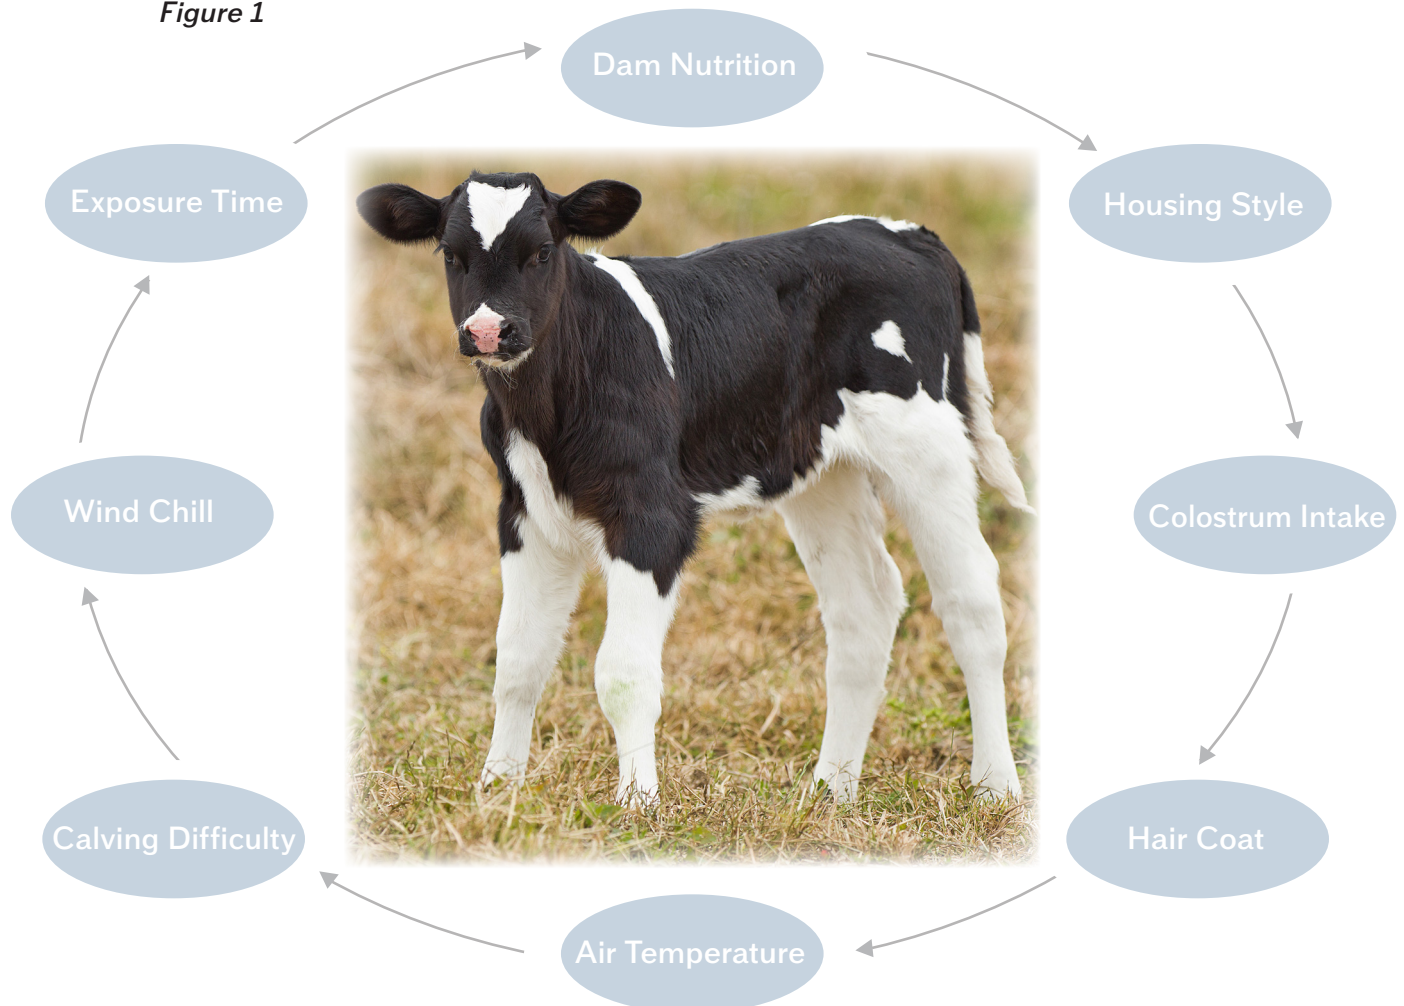 Figure 1
Dam Nutrition
Exposure Time
Housing Style
Wind Chill
Colostrum Intake
Calving Difficulty
Hair Coat
Air Temperature